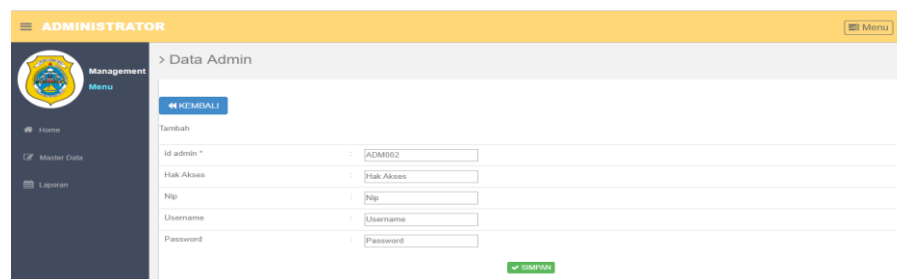 ADMINISTRATOR
Menu
Management
Menu
Home
Master Data
Laporan
> Data Admin
KEMBALI
Tambah
id admin * : ADM002
Hak Akses : Hak Akses
Nip : Nip
Username : Username
Password : Password
SIMPAN